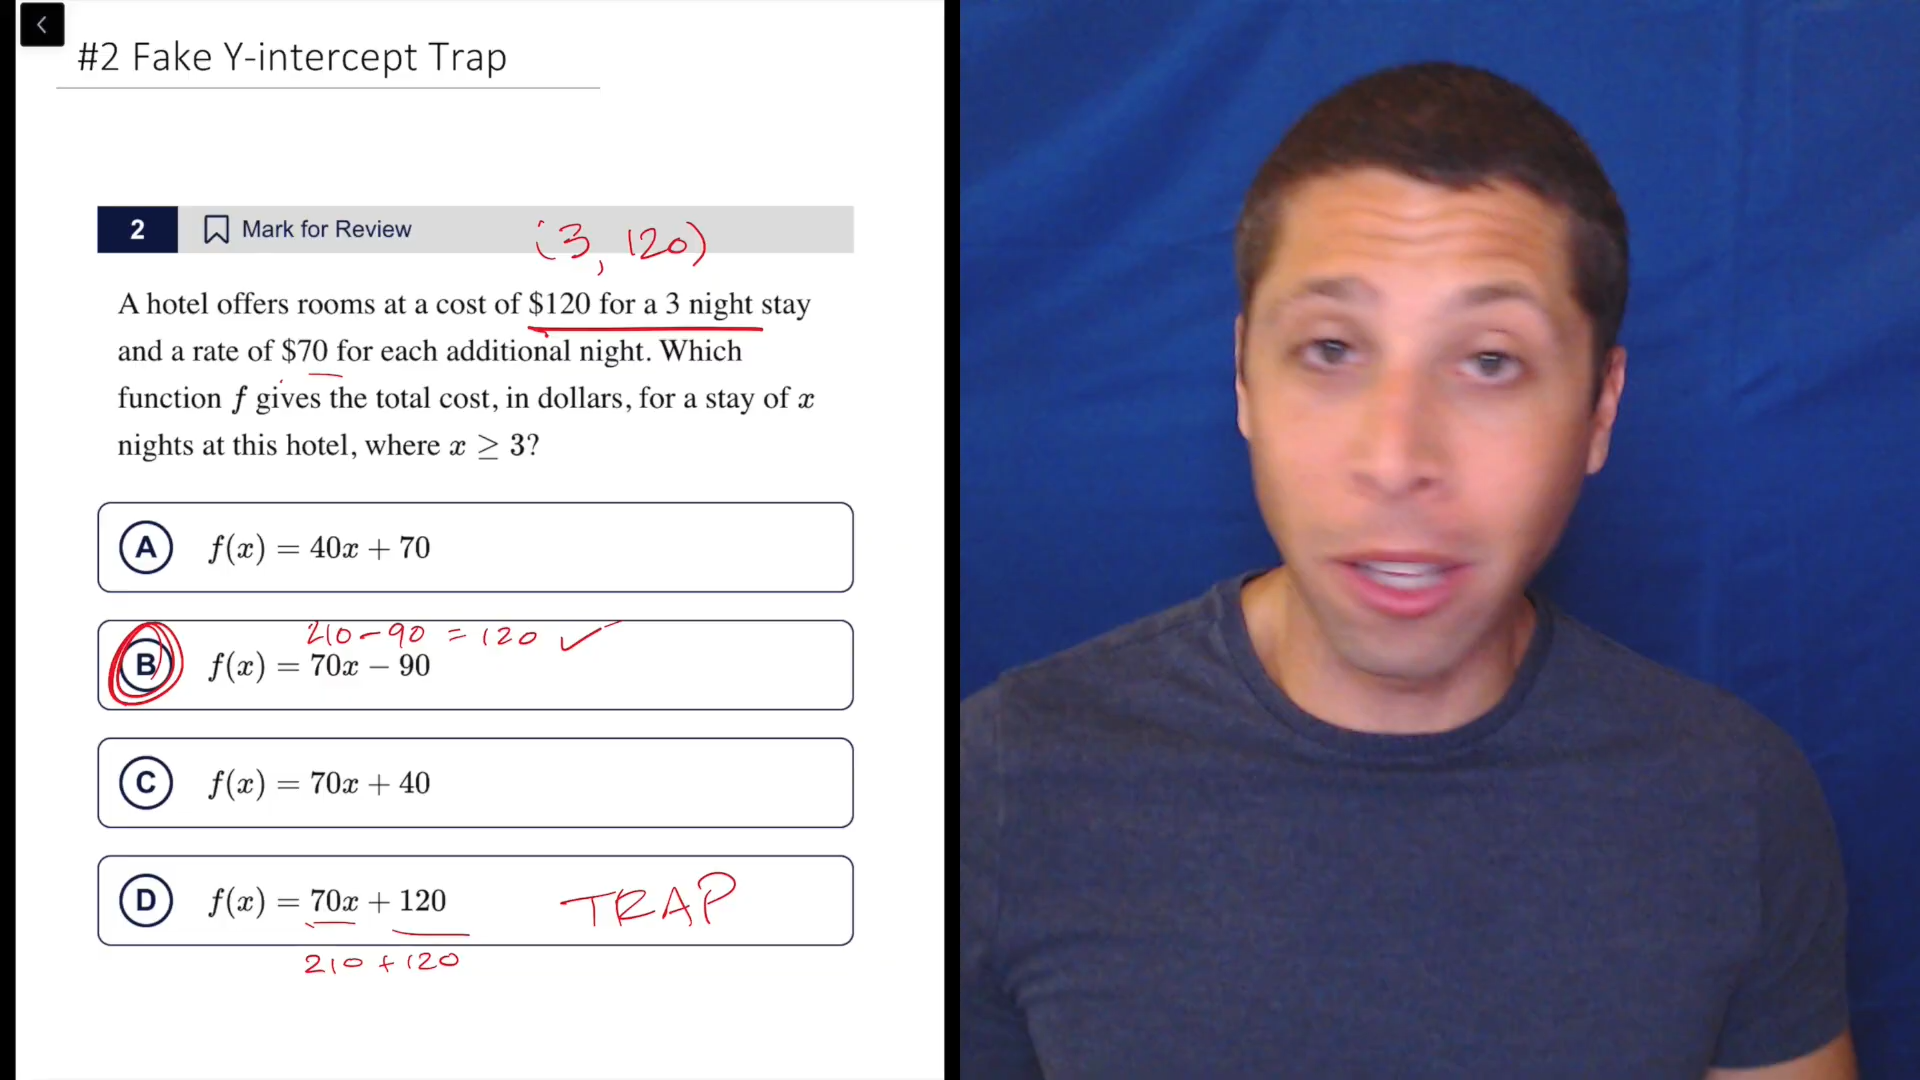 #2 Fake Y-intercept Trap
2 Mark for Review (3, 120)
A hotel offers rooms at a cost of $120 for a 3 night stay
and a rate of $70 for each additional night. Which
function f gives the total cost, in dollars, for a stay of x
nights at this hotel, where x ≥ 3?
A f(x) = 40x + 70
210 - 90 = 120 ✓
B f(x) = 70x − 90
C f(x) = 70x + 40
D f(x) = 70x + 120 TRAP
210 + 120